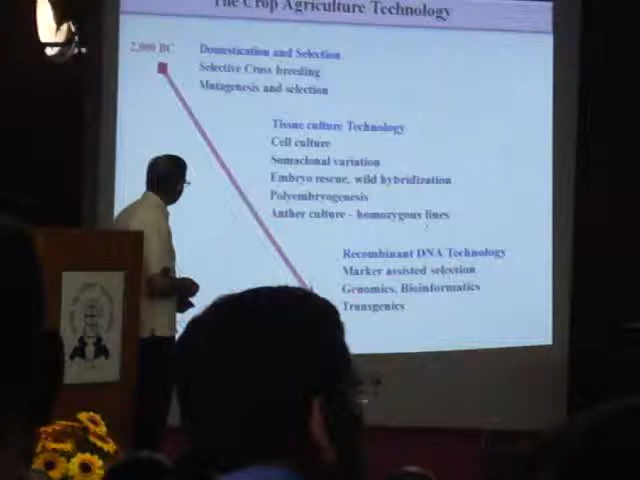 The Crop Agriculture Technology
2,000 BC
Domestication and Selection
Selective Cross breeding
Mutagenesis and selection
Tissue culture Technology
Cell culture
Somaclonal variation
Embryo rescue, wild hybridization
Polyembryogenesis
Anther culture - homozygous lines
Recombinant DNA Technology
Marker assisted selection
Genomics, Bioinformatics
Transgenics